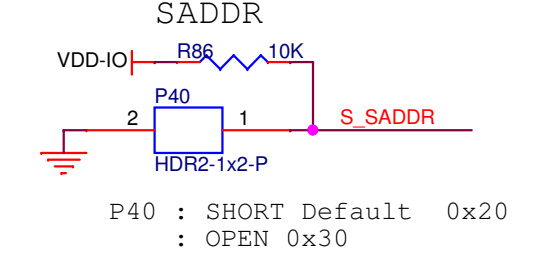 SADDR
VDD-IO R86 10K
P40
2 1 S_SADDR
HDR2-1x2-P
P40 : SHORT Default 0x20
: OPEN 0x30